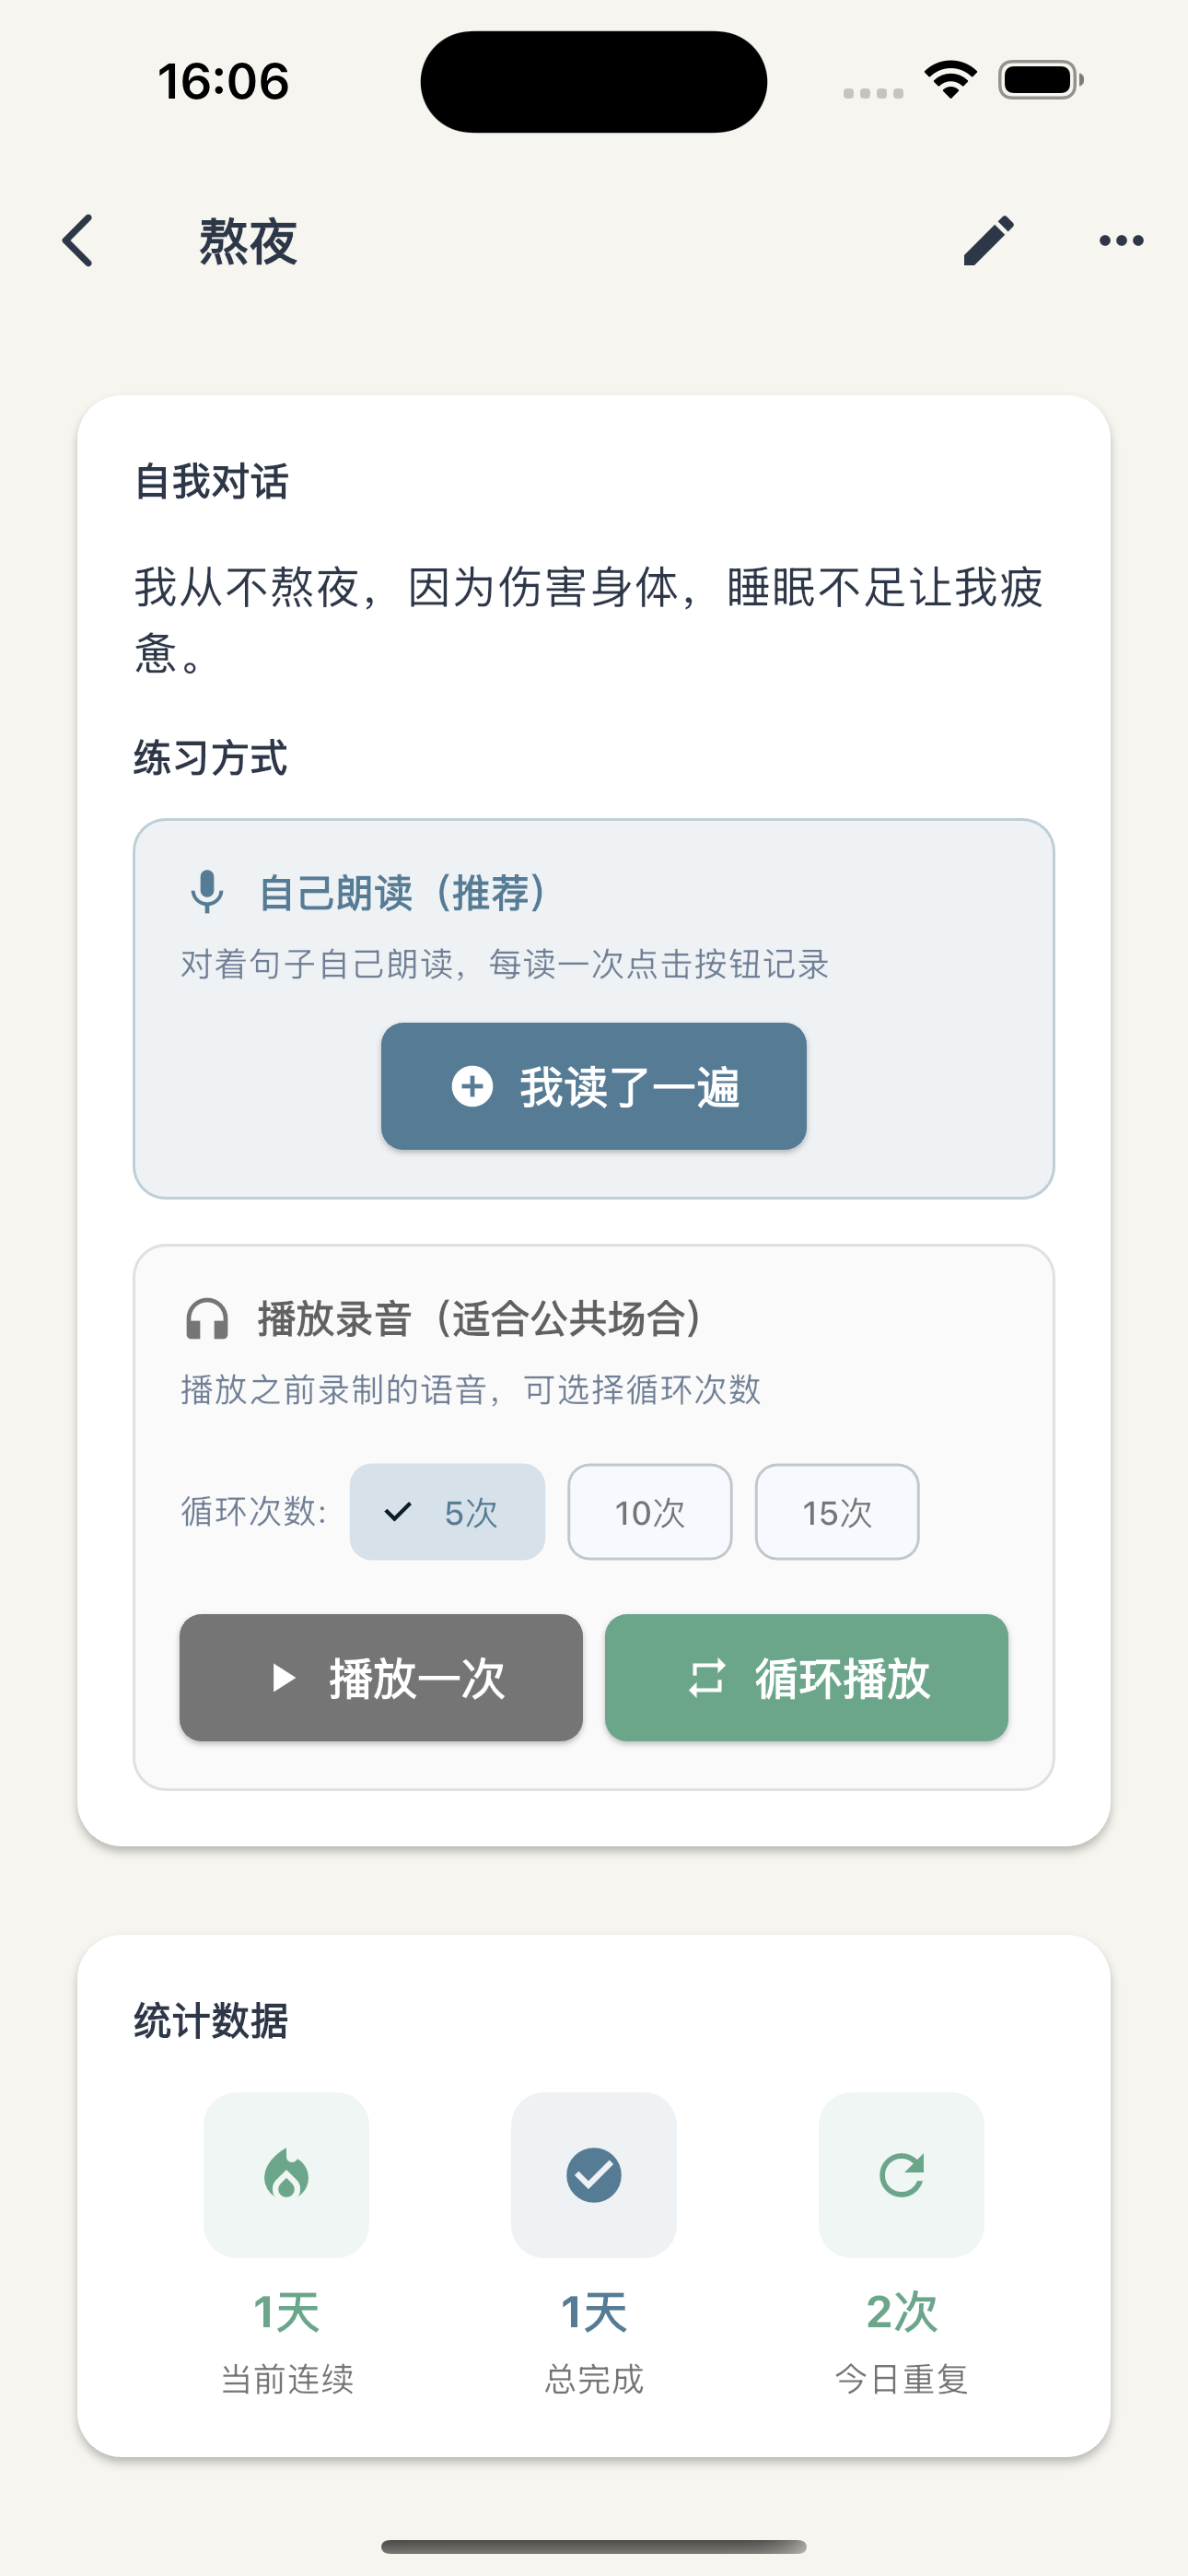 16:06
熬夜
自我对话
我从不熬夜，因为伤害身体，睡眠不足让我疲
惫。
练习方式
自己朗读（推荐）
对着句子自己朗读，每读一次点击按钮记录
我读了一遍
播放录音（适合公共场合）
播放之前录制的语音，可选择循环次数
循环次数:
5次
10次
15次
播放一次
循环播放
统计数据
1天
1天
2次
当前连续
总完成
今日重复